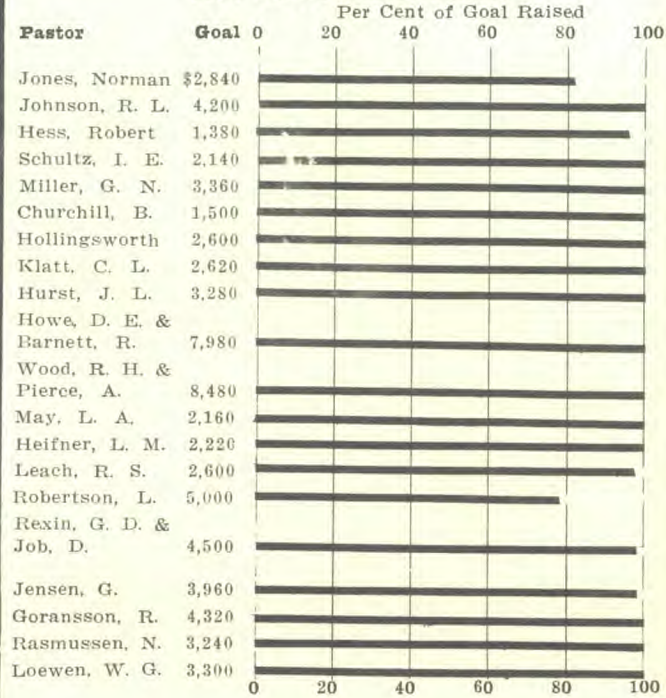 Per Cent of Goal Raised
Pastor Goal 0 20 40 60 80 100
Jones, Norman $2,840
Johnson, R. L. 4,200
Hess, Robert 1,380
Schultz, I. E. 2,140
Miller, G. N. 3,360
Churchill, B. 1,500
Hollingsworth 2,600
Klatt, C. L. 2,620
Hurst, J. L. 3,280
Howe, D. E. &
Barnett, R. 7,980
Wood, R. H. &
Pierce, A. 8,480
May, L. A. 2,160
Heifner, L. M. 2,220
Leach, R. S. 2,600
Robertson, L. 5,000
Rexin, G. D. &
Job, D. 4,500
Jensen, G. 3,960
Goransson, R. 4,320
Rasmussen, N. 3,240
Loewen, W. G. 3,300
0 20 40 60 80 100